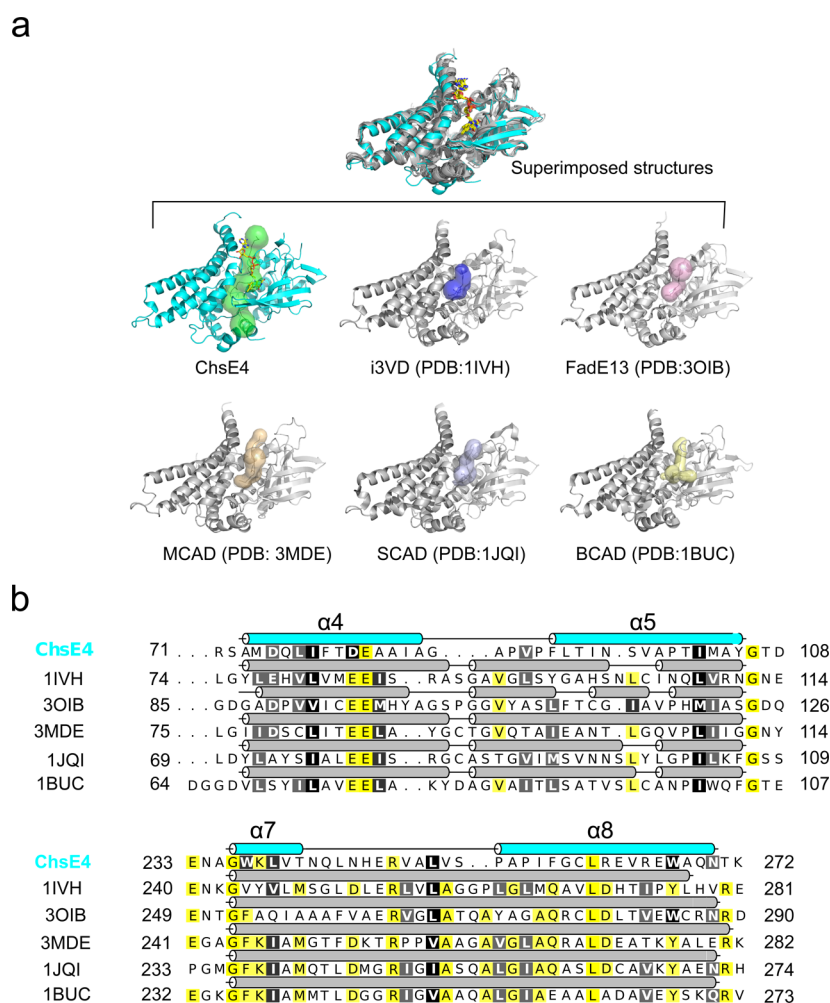 a
Superimposed structures
ChsE4
i3VD (PDB:1IVH)
FadE13 (PDB:3OIB)
MCAD (PDB: 3MDE)
SCAD (PDB:1JQI)
BCAD (PDB:1BUC)
b
α4 α5
ChsE4 71 ...RSAMDQLIFTDEAAIAG....APVPFLTIN.SVAPTIMAYGTD 108
1IVH 74 ...LGYLEHVLVMEEIS..RASGAVGLSYGAHSNLCINQLVRNGNE 114
3OIB 85 ...GDGADPVVICEEMHYAGSPGGVYASLFTCG.IAVPHMIASGDQ 126
3MDE 75 ...LGIIDSCLITEELA..YGCTGVQTAIEANT.LGQVPLIIGGNY 114
1JQI 69 ...LDYLAYSIALEEIS..RGCASTGVIMSVNNSLYLGPILKFGSS 109
1BUC 64 DGGDVLSYILAVEELA..KYDAGVAITLSATVSLCANPIWQFGTE 107
α7 α8
ChsE4 233 ENAGWKLVTNQLNHERVALVS..PAPIFGCLREVREWAQNTK 272
1IVH 240 ENKGVYVLMSGLDLERLVLAGGPLGLMQAVLDHTIPYLHVRE 281
3OIB 249 ENTGFAQIAAAFVAERVGLATQAYAGAQRCLDLTVEWCRNRD 290
3MDE 241 EGAGFKIAMGTFDKTRPPVAAGAVGLAQRALDEATKYALERK 282
1JQI 233 PGMGFKIAMQTLDMGRIGIASQALGIAQASLDCAVKYAENRH 274
1BUC 232 EGKGFKIAMMTLDGGRIGVAAQALGIAEAALADAVEYSKQRV 273